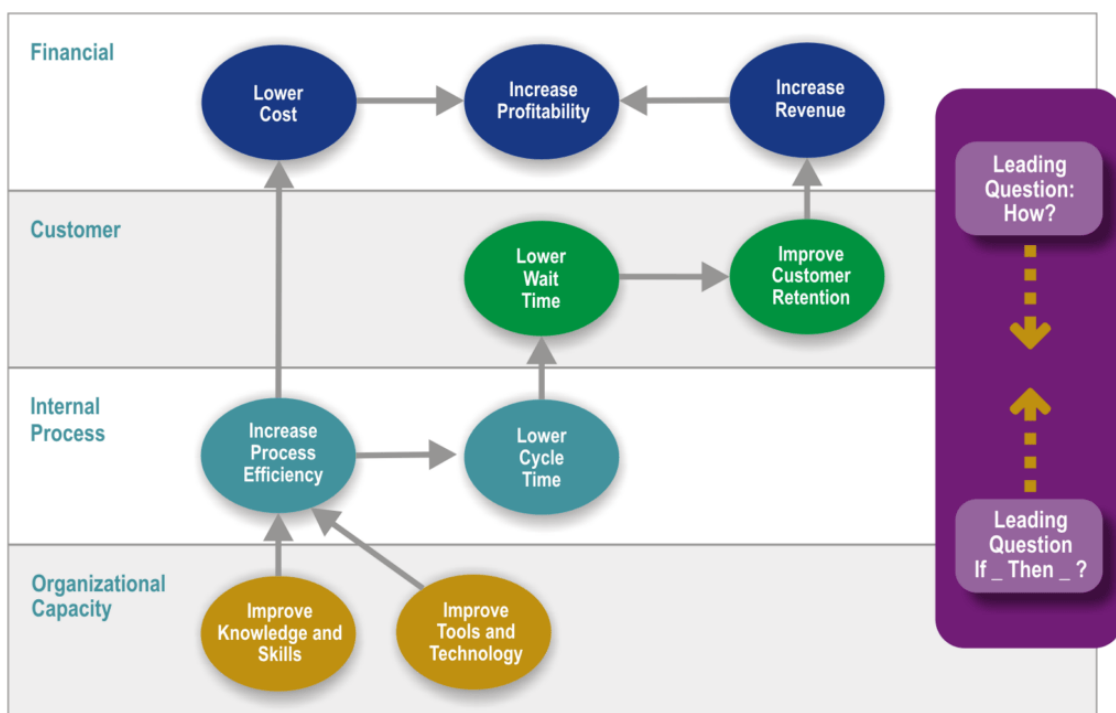 Financial
Lower
Cost
Increase
Profitability
Increase
Revenue
Customer
Lower
Wait
Time
Improve
Customer
Retention
Internal
Process
Increase
Process
Efficiency
Lower
Cycle
Time
Organizational
Capacity
Improve
Knowledge and
Skills
Improve
Tools and
Technology
Leading
Question:
How?
Leading
Question
If _ Then _ ?